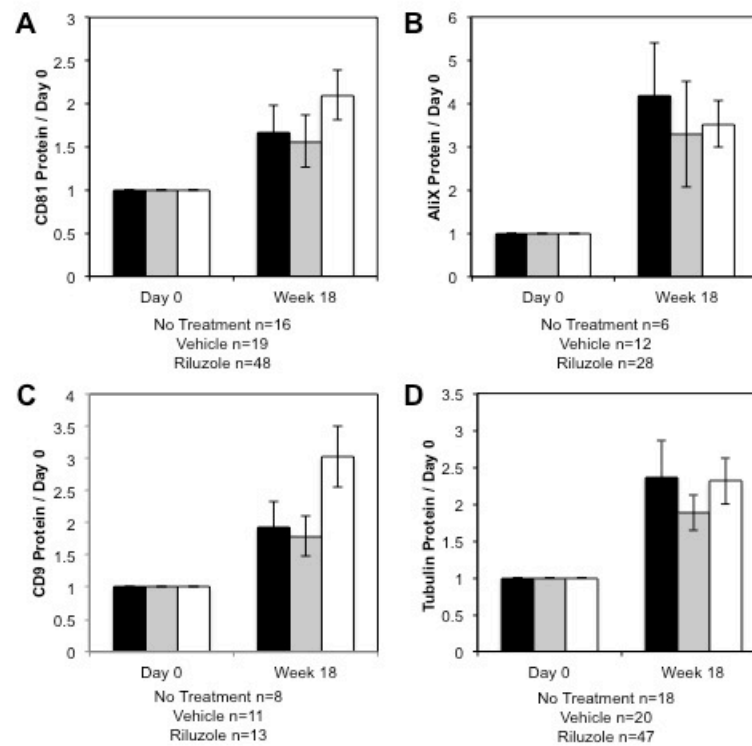 A
CD81 Protein / Day 0
3
2.5
2
1.5
1
0.5
0
Day 0 Week 18
No Treatment n=16
Vehicle n=19
Riluzole n=48
B
AliX Protein / Day 0
6
5
4
3
2
1
0
Day 0 Week 18
No Treatment n=6
Vehicle n=12
Riluzole n=28
C
CD9 Protein / Day 0
4
3.5
3
2.5
2
1.5
1
0.5
0
Day 0 Week 18
No Treatment n=8
Vehicle n=11
Riluzole n=13
D
Tubulin Protein / Day 0
3.5
3
2.5
2
1.5
1
0.5
0
Day 0 Week 18
No Treatment n=18
Vehicle n=20
Riluzole n=47